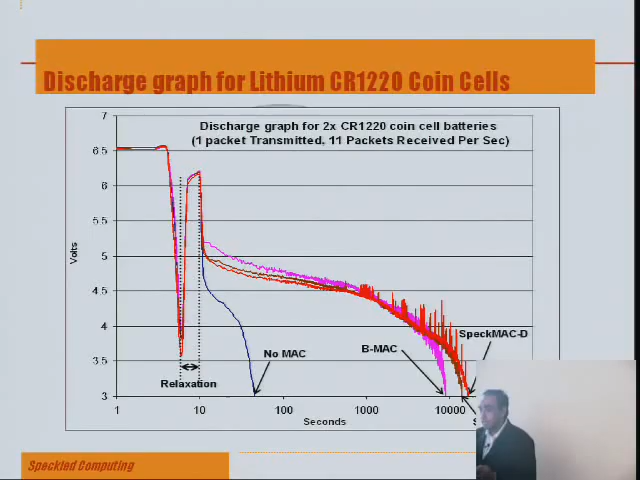 Discharge graph for Lithium CR1220 Coin Cells
Discharge graph for 2x CR1220 coin cell batteries
(1 packet Transmitted, 11 Packets Received Per Sec)
7
6.5
6
5.5
5
4.5
4
3.5
3
Volts
SpeckMAC-D
B-MAC
No MAC
Relaxation
1
10
100
1000
10000
Seconds
Speckled Computing